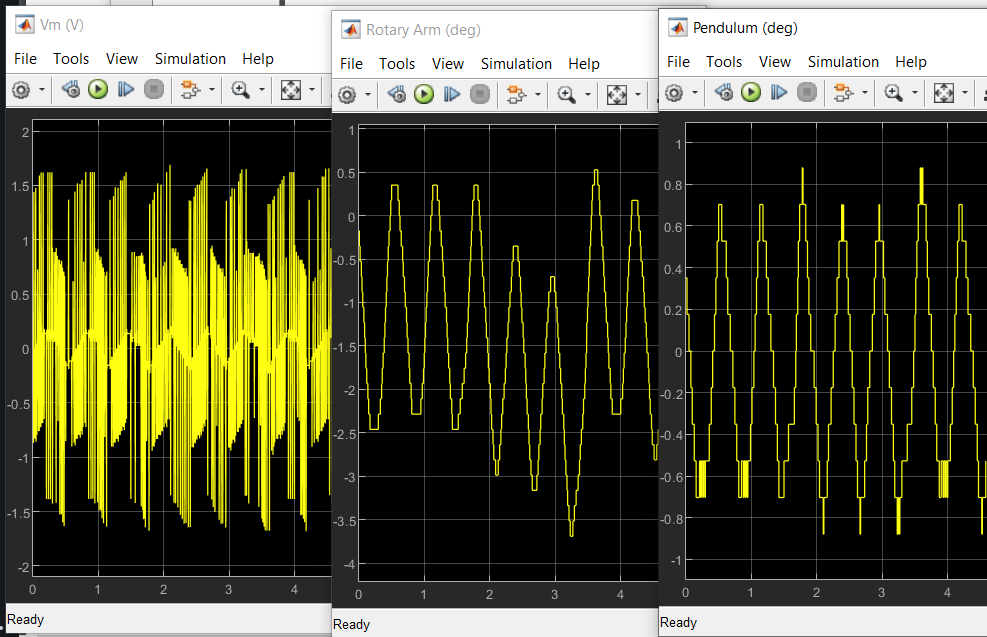 Vm (V)
File Tools View Simulation Help
2
1.5
1
0.5
0
-0.5
-1
-1.5
-2
0 1 2 3 4
Ready
Rotary Arm (deg)
File Tools View Simulation Help
1
0.5
0
-0.5
-1
-1.5
-2
-2.5
-3
-3.5
-4
0 1 2 3 4
Ready
Pendulum (deg)
File Tools View Simulation Help
1
0.8
0.6
0.4
0.2
0
-0.2
-0.4
-0.6
-0.8
-1
0 1 2 3 4
Ready